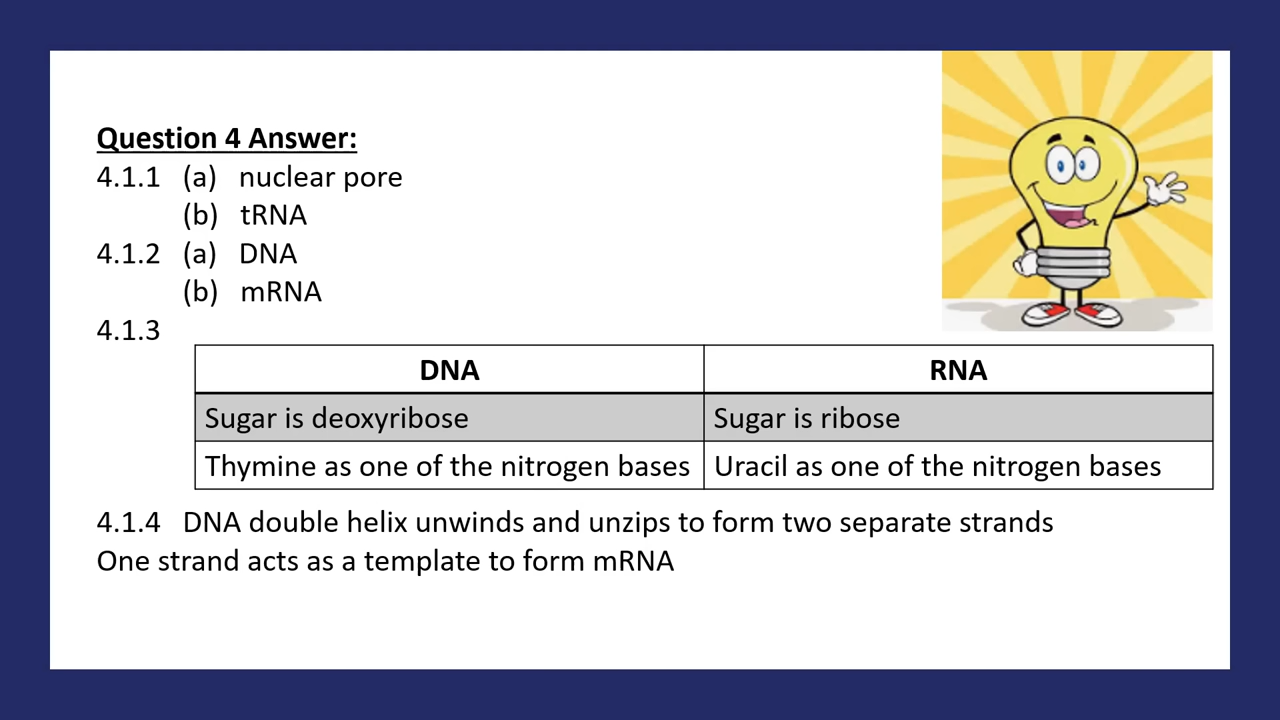 Question 4 Answer:
4.1.1 (a) nuclear pore
(b) tRNA
4.1.2 (a) DNA
(b) mRNA
4.1.3
DNA RNA
Sugar is deoxyribose Sugar is ribose
Thymine as one of the nitrogen bases Uracil as one of the nitrogen bases
4.1.4 DNA double helix unwinds and unzips to form two separate strands
One strand acts as a template to form mRNA